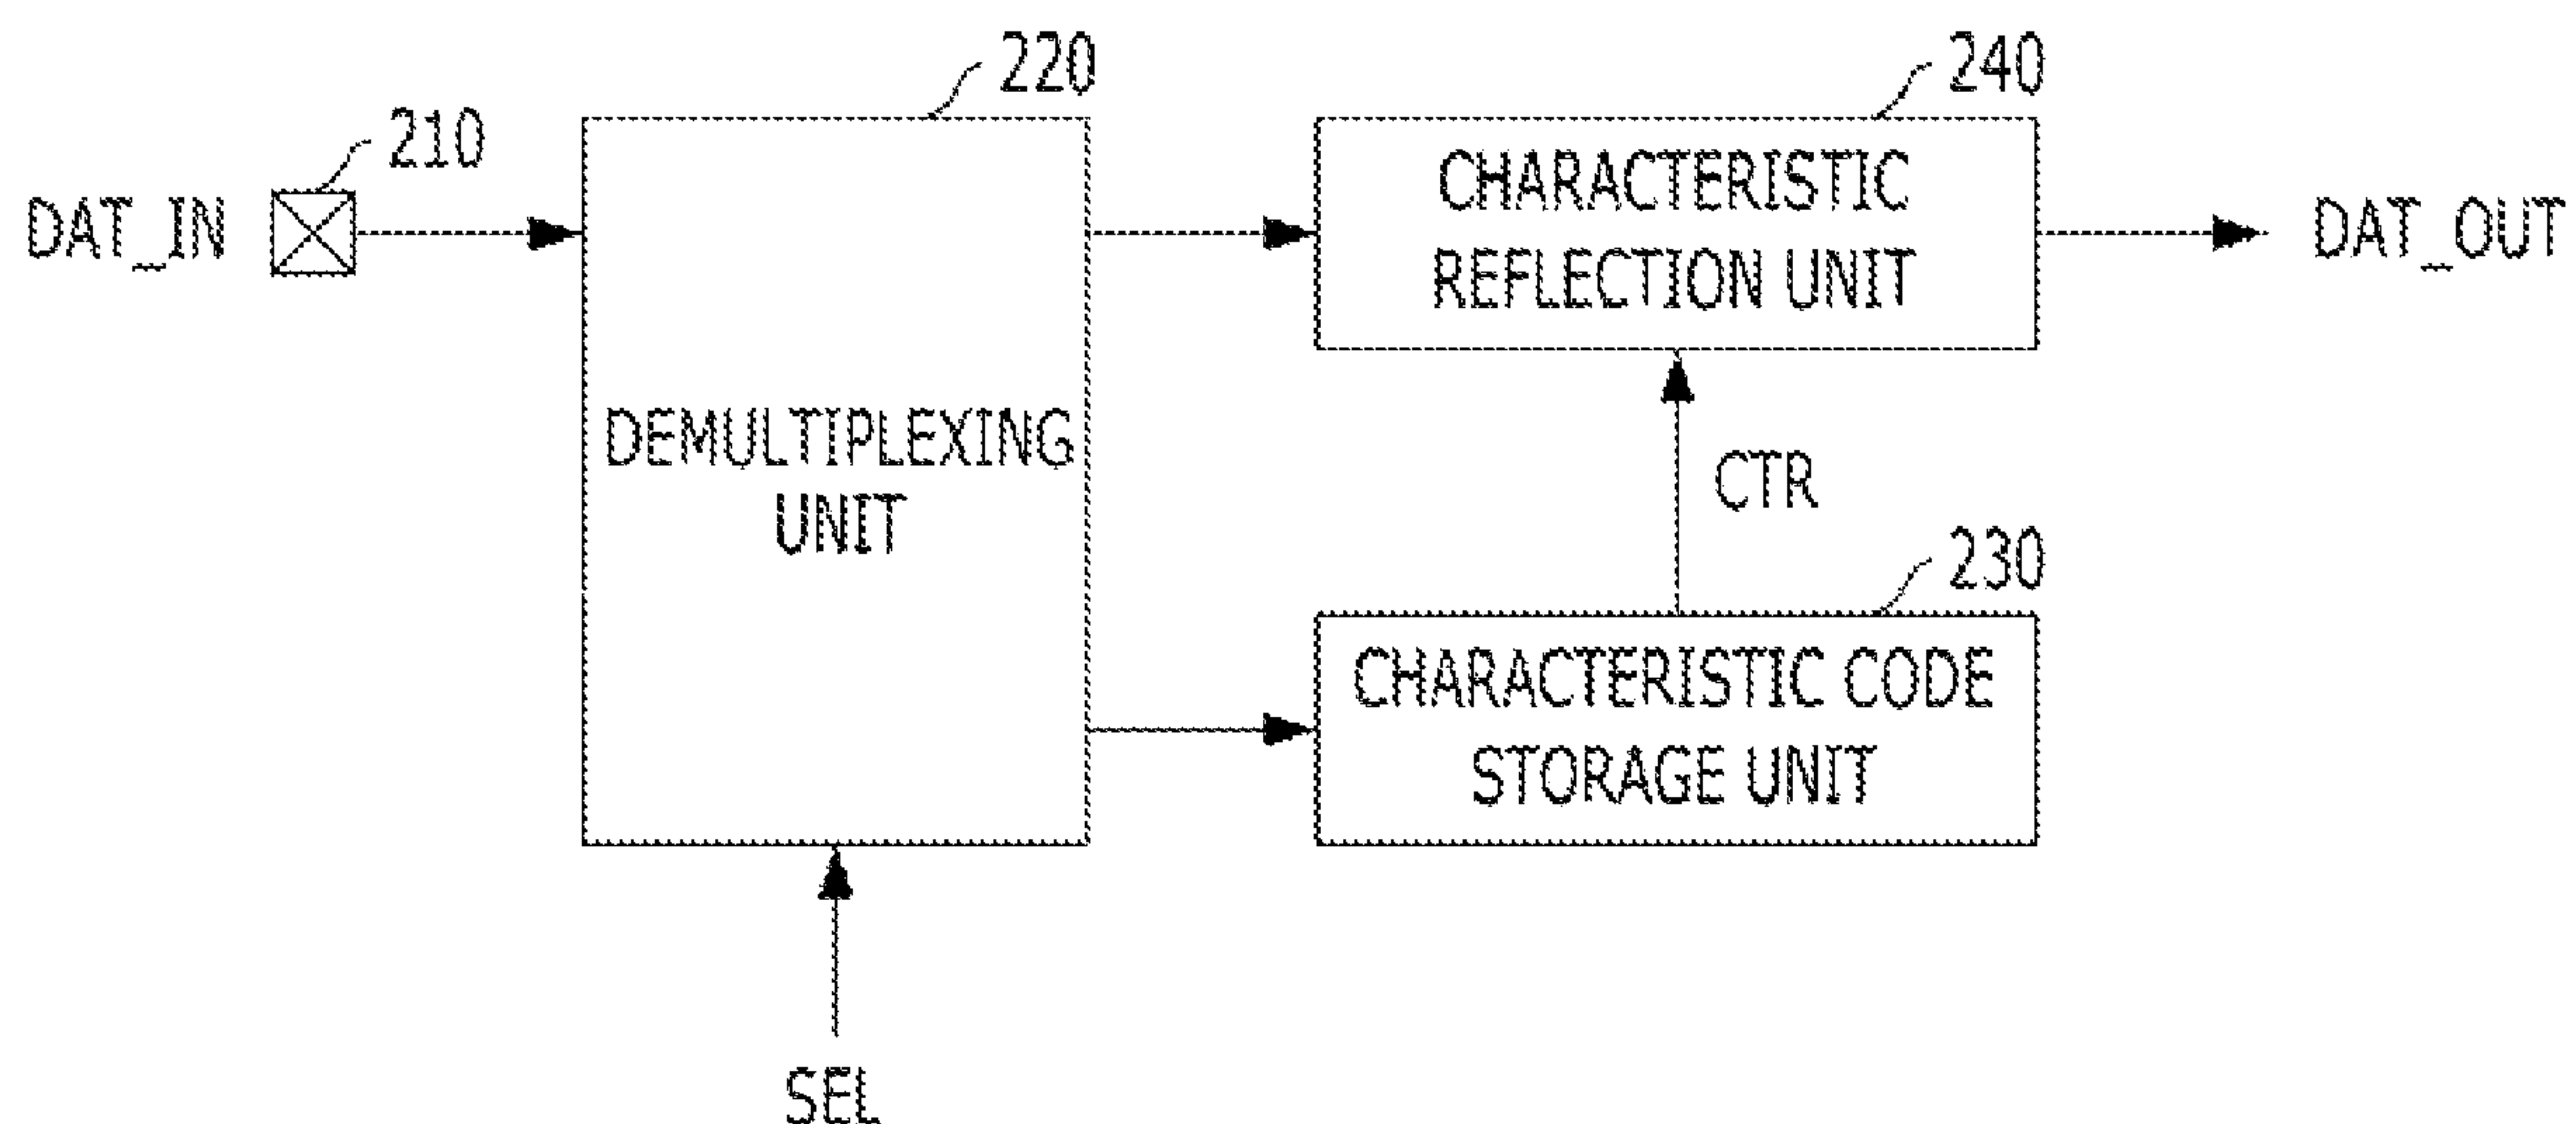 220
240
210
DAT_IN
CHARACTERISTIC
REFLECTION UNIT
DAT_OUT
DEMULTIPLEXING
UNIT
CTR
230
CHARACTERISTIC CODE
STORAGE UNIT
SEL